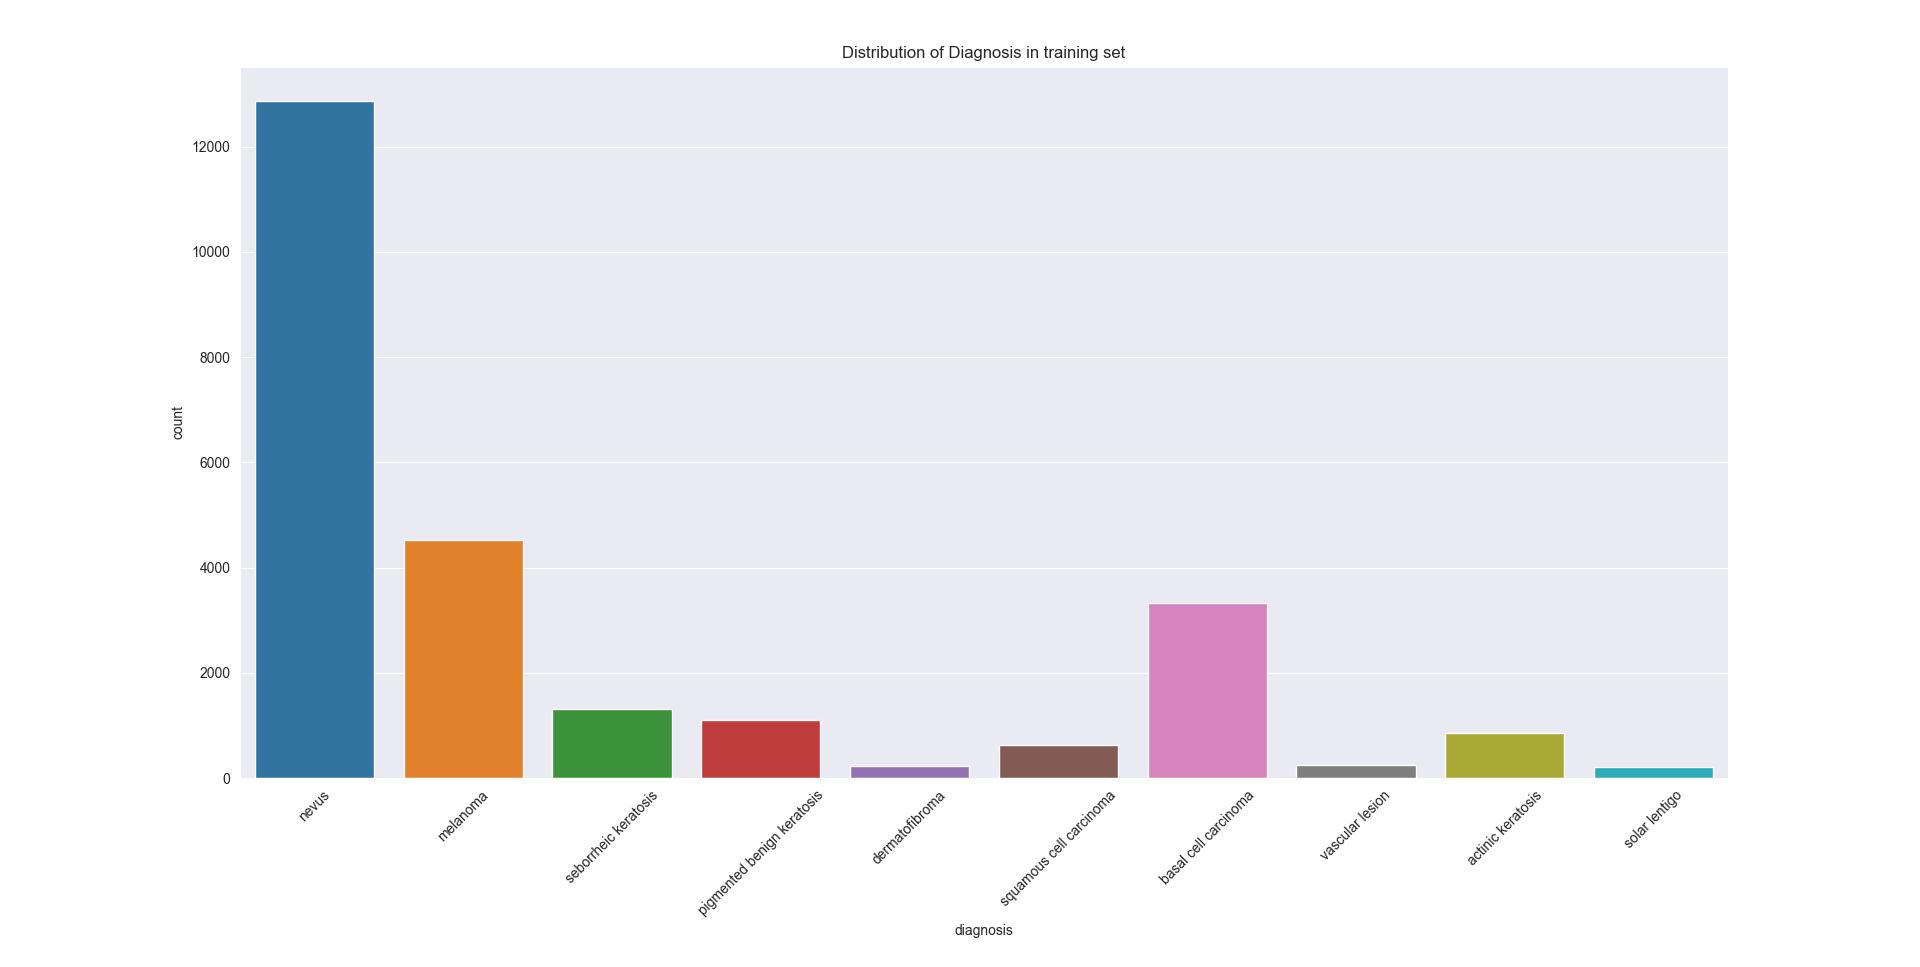 Distribution of Diagnosis in training set
12000
10000
8000
6000
4000
2000
0
count
nevus
melanoma
seborrheic keratosis
pigmented benign keratosis
dermatofibroma
squamous cell carcinoma
basal cell carcinoma
vascular lesion
actinic keratosis
solar lentigo
diagnosis